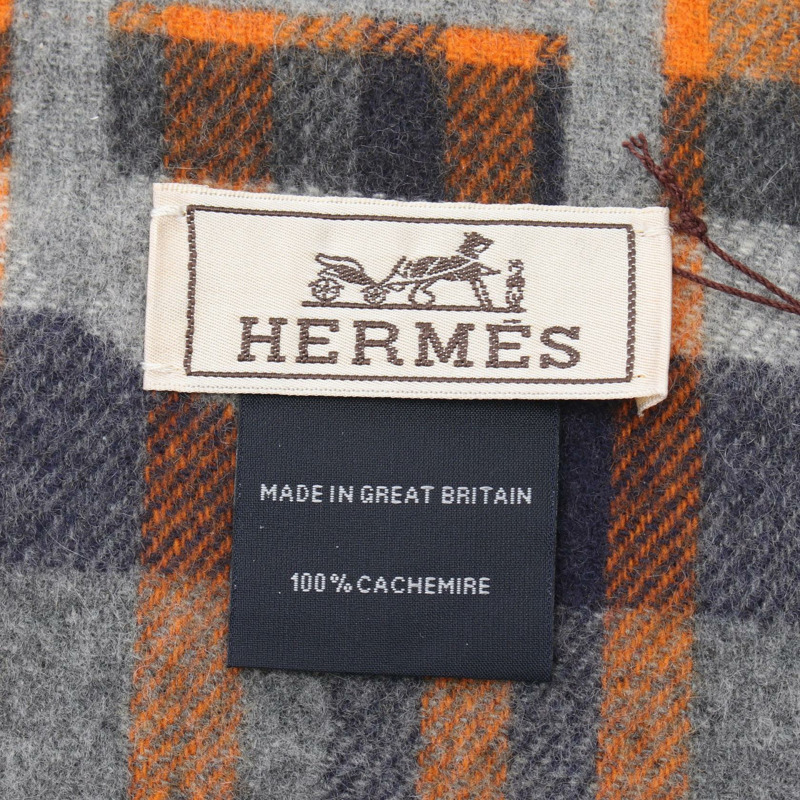 HERMÈS
MADE IN GREAT BRITAIN
100% CACHEMIRE